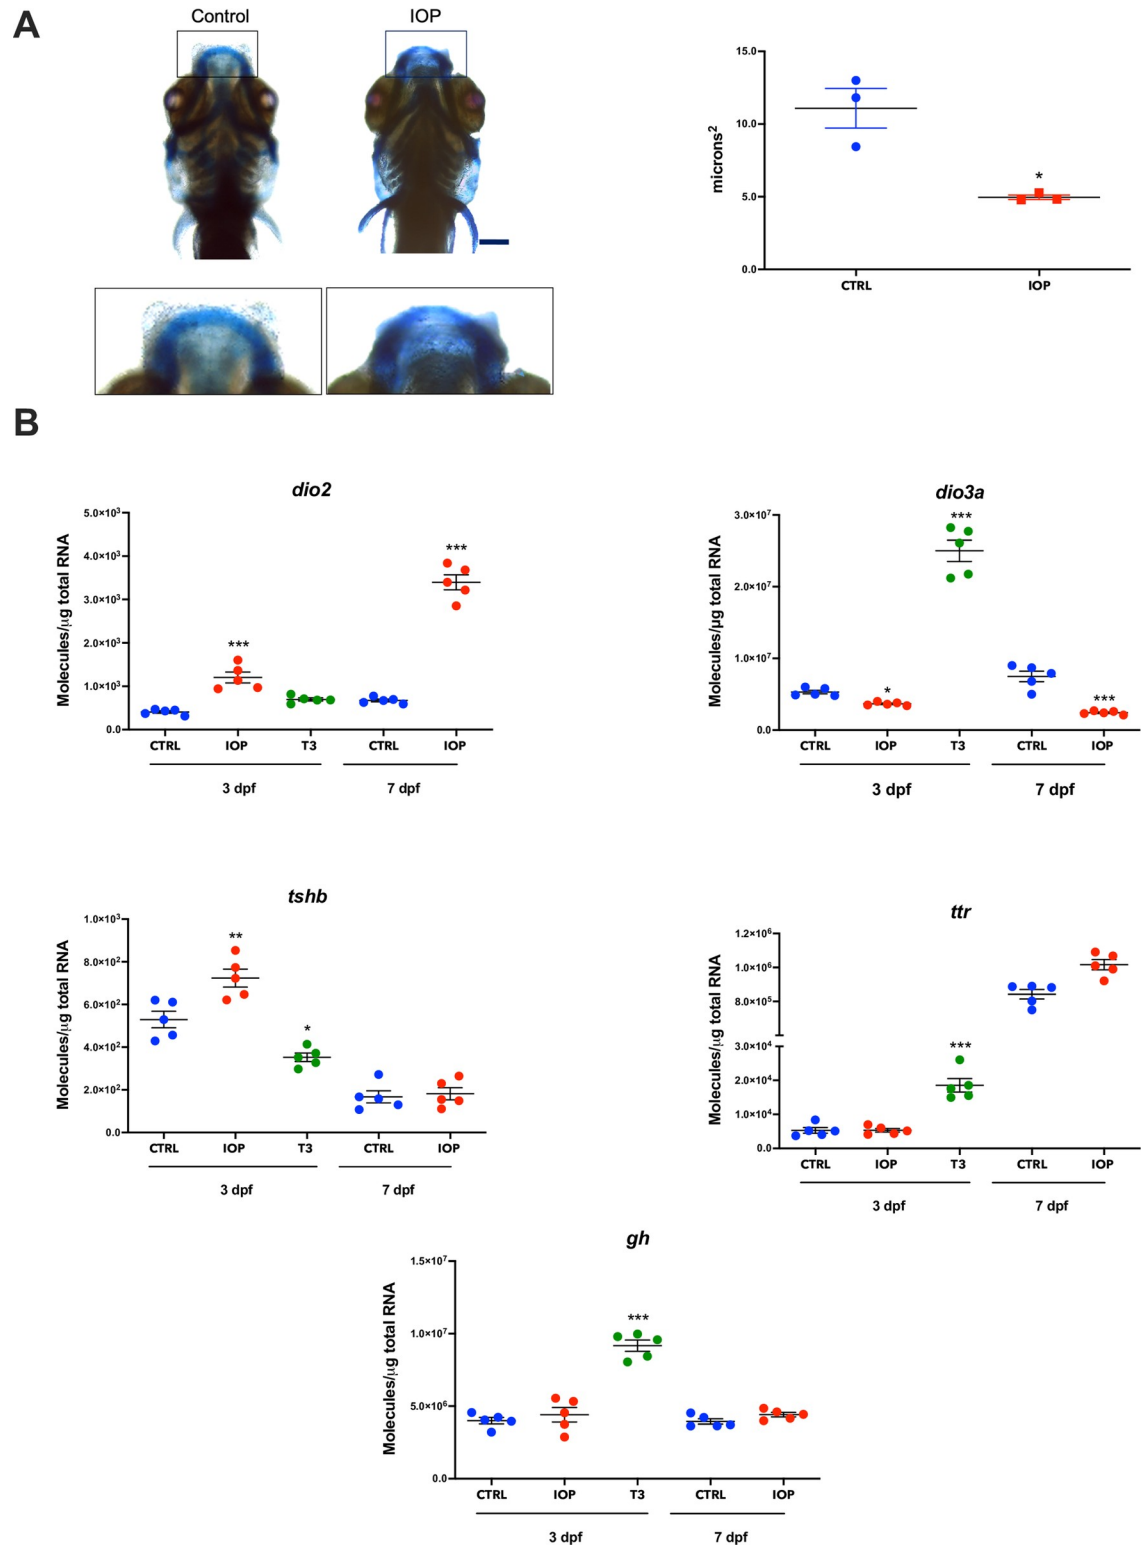 A
Control
IOP
15.0
10.0
5.0
0.0
microns²
*
CTRL
IOP
B
dio2
Molecules/μg total RNA
5.0×10³
4.0×10³
3.0×10³
2.0×10³
1.0×10³
0.0
***
***
CTRL
IOP
T3
CTRL
IOP
3 dpf
7 dpf
dio3a
Molecules/μg total RNA
3.0×10⁷
2.0×10⁷
1.0×10⁷
0.0
*
***
***
CTRL
IOP
T3
CTRL
IOP
3 dpf
7 dpf
tshb
Molecules/μg total RNA
1.0×10³
8.0×10²
6.0×10²
4.0×10²
2.0×10²
0.0
**
*
CTRL
IOP
T3
CTRL
IOP
3 dpf
7 dpf
ttr
Molecules/μg total RNA
1.2×10⁶
1.0×10⁶
8.0×10⁵
3.0×10⁴
2.0×10⁴
1.0×10⁴
0.0
***
CTRL
IOP
T3
CTRL
IOP
3 dpf
7 dpf
gh
Molecules/μg total RNA
1.5×10⁷
1.0×10⁷
5.0×10⁶
0.0
***
CTRL
IOP
T3
CTRL
IOP
3 dpf
7 dpf